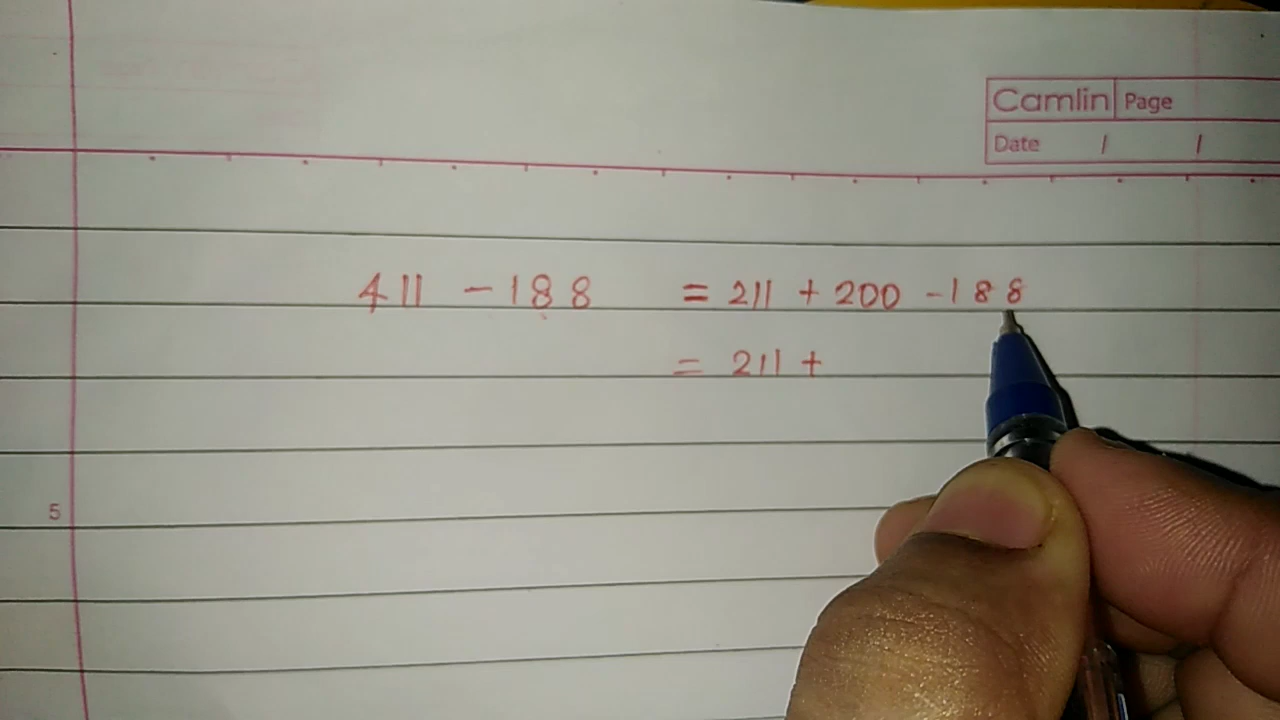 Camlin Page
Date / /
411 - 188 = 211 + 200 - 188
= 211 +
5